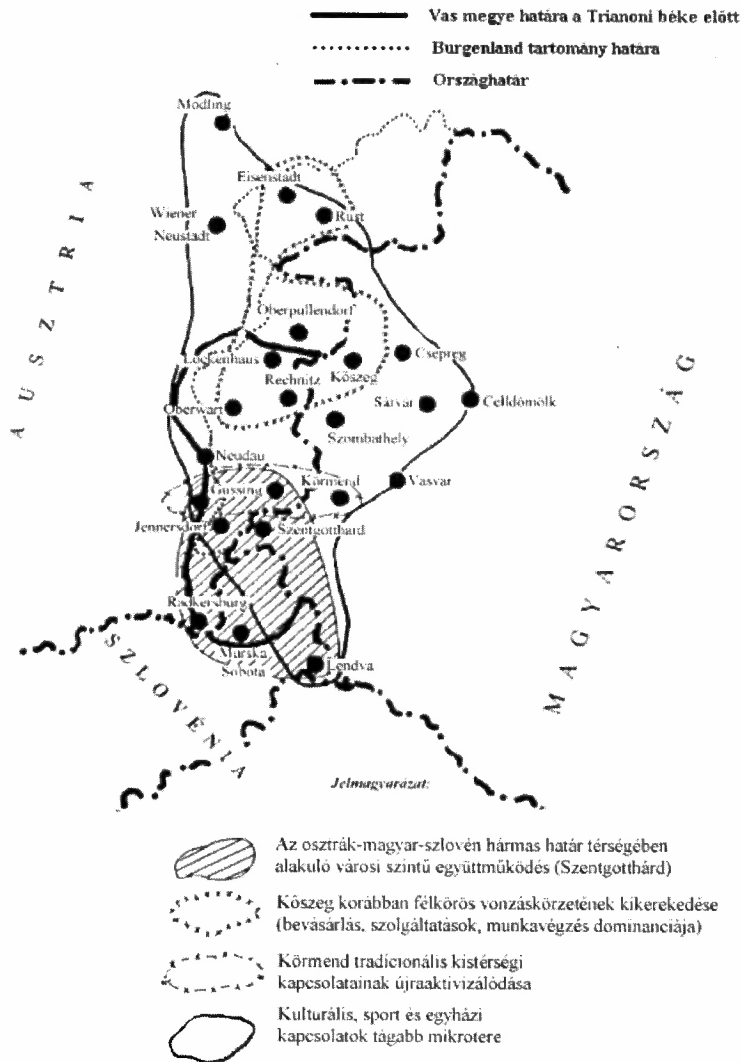 Vas megye határa a Trianoni béke előtt
Burgenland tartomány határa
Országhatár
Mödling
Eisenstadt
Rust
Wiener
Neustadt
AUSZTRIA
Oberpullendorf
Lockenhaus
Csepreg
Rechnitz
Kőszeg
Oberwart
Sárvár
Celldömölk
Szombathely
Neudau
Vasvár
Güssing
Körmend
Jennersdorf
Szentgotthárd
MAGYARORSZÁG
Radkersburg
Murska
Sobota
Lendva
SZLOVÉNIA
Jelmagyarázat:
Az osztrák-magyar-szlovén hármas határ térségében
alakuló városi szintű együttműködés (Szentgotthárd)
Kőszeg korábban félkörös vonzáskörzetének kikerekedése
(bevásárlás, szolgáltatások, munkavégzés dominanciája)
Körmend tradícionális kistérségi
kapcsolatainak újraaktivizálódása
Kulturális, sport és egyházi
kapcsolatok tágabb mikrotere